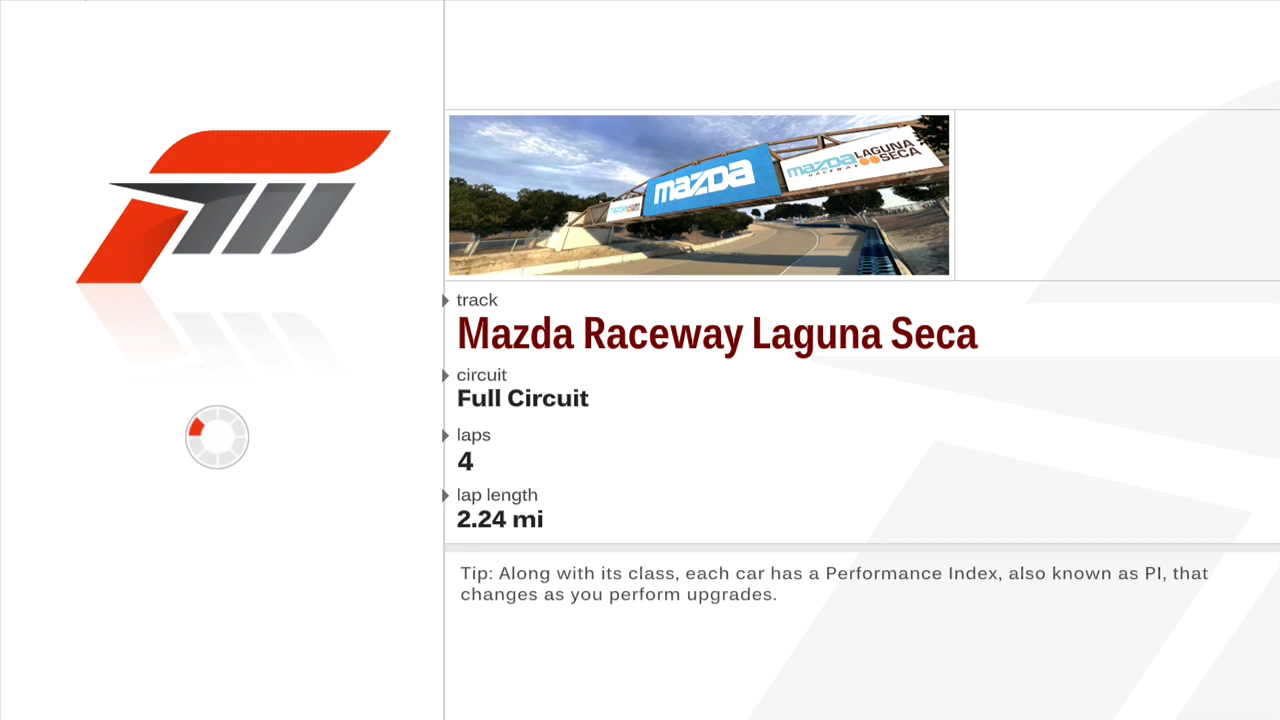 mazda
mazda
RACEWAY
LAGUNA
SECA
track
Mazda Raceway Laguna Seca
circuit
Full Circuit
laps
4
lap length
2.24 mi
Tip: Along with its class, each car has a Performance Index, also known as PI, that
changes as you perform upgrades.